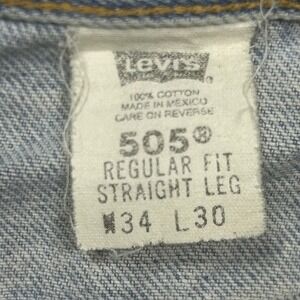 Levi's
100% COTTON
MADE IN MEXICO
CARE ON REVERSE
505®
REGULAR FIT
STRAIGHT LEG
W34 L30